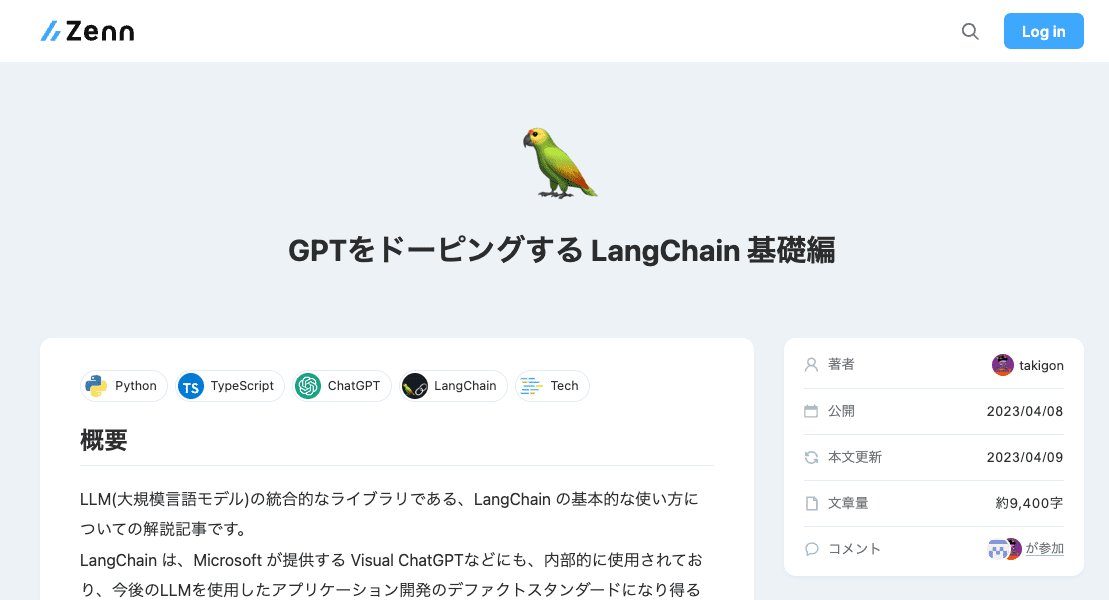 Zenn
Log in
GPTをドーピングする LangChain 基礎編
Python
TS TypeScript
ChatGPT
LangChain
Tech
概要
LLM(大規模言語モデル)の統合的なライブラリである、LangChain の基本的な使い方に
ついての解説記事です。
LangChain は、Microsoft が提供する Visual ChatGPTなどにも、内部的に使用されてお
り、今後のLLMを使用したアプリケーション開発のデファクトスタンダードになり得る
著者 takigon
公開 2023/04/08
本文更新 2023/04/09
文章量 約9,400字
コメント が参加